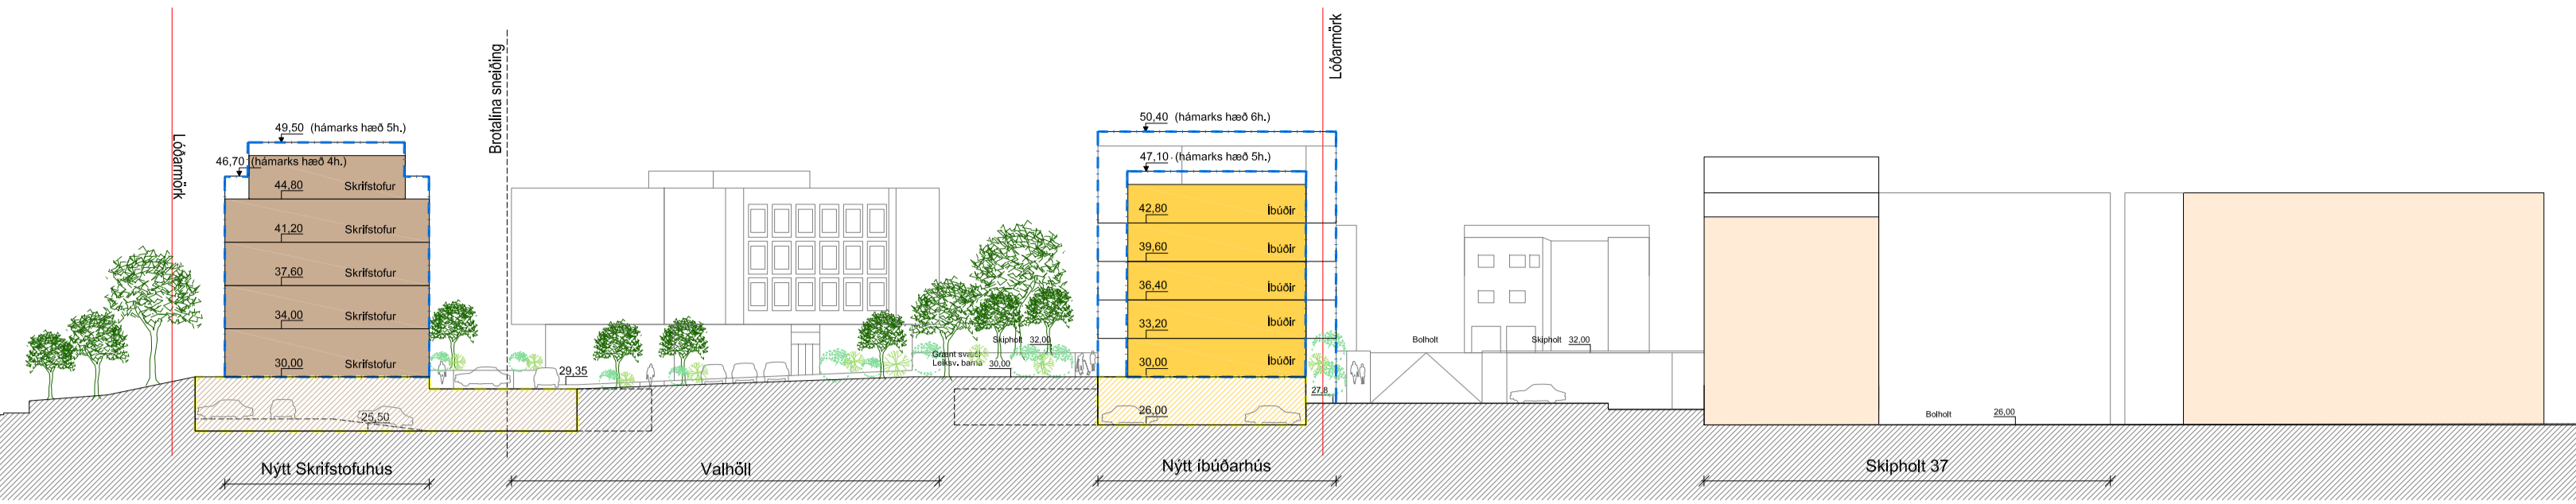 Lóðarmörk
49,50 (hámarks hæð 5h.)
46,70 (hámarks hæð 4h.)
44,80 Skrifstofur
41,20 Skrifstofur
37,60 Skrifstofur
34,00 Skrifstofur
30,00 Skrifstofur
25,50
Nýtt Skrifstofuhús
Brotalína sneiðing
29,35
Valhöll
Grænt svæði
Leiksv. barna 30,00
Skipholt 32,00
50,40 (hámarks hæð 6h.)
47,10 (hámarks hæð 5h.)
42,80 Íbúðir
39,60 Íbúðir
36,40 Íbúðir
33,20 Íbúðir
30,00 Íbúðir
26,00
Nýtt íbúðarhús
Lóðarmörk
27,8
Bolholt
Skipholt 32,00
Bolholt 26,00
Skipholt 37